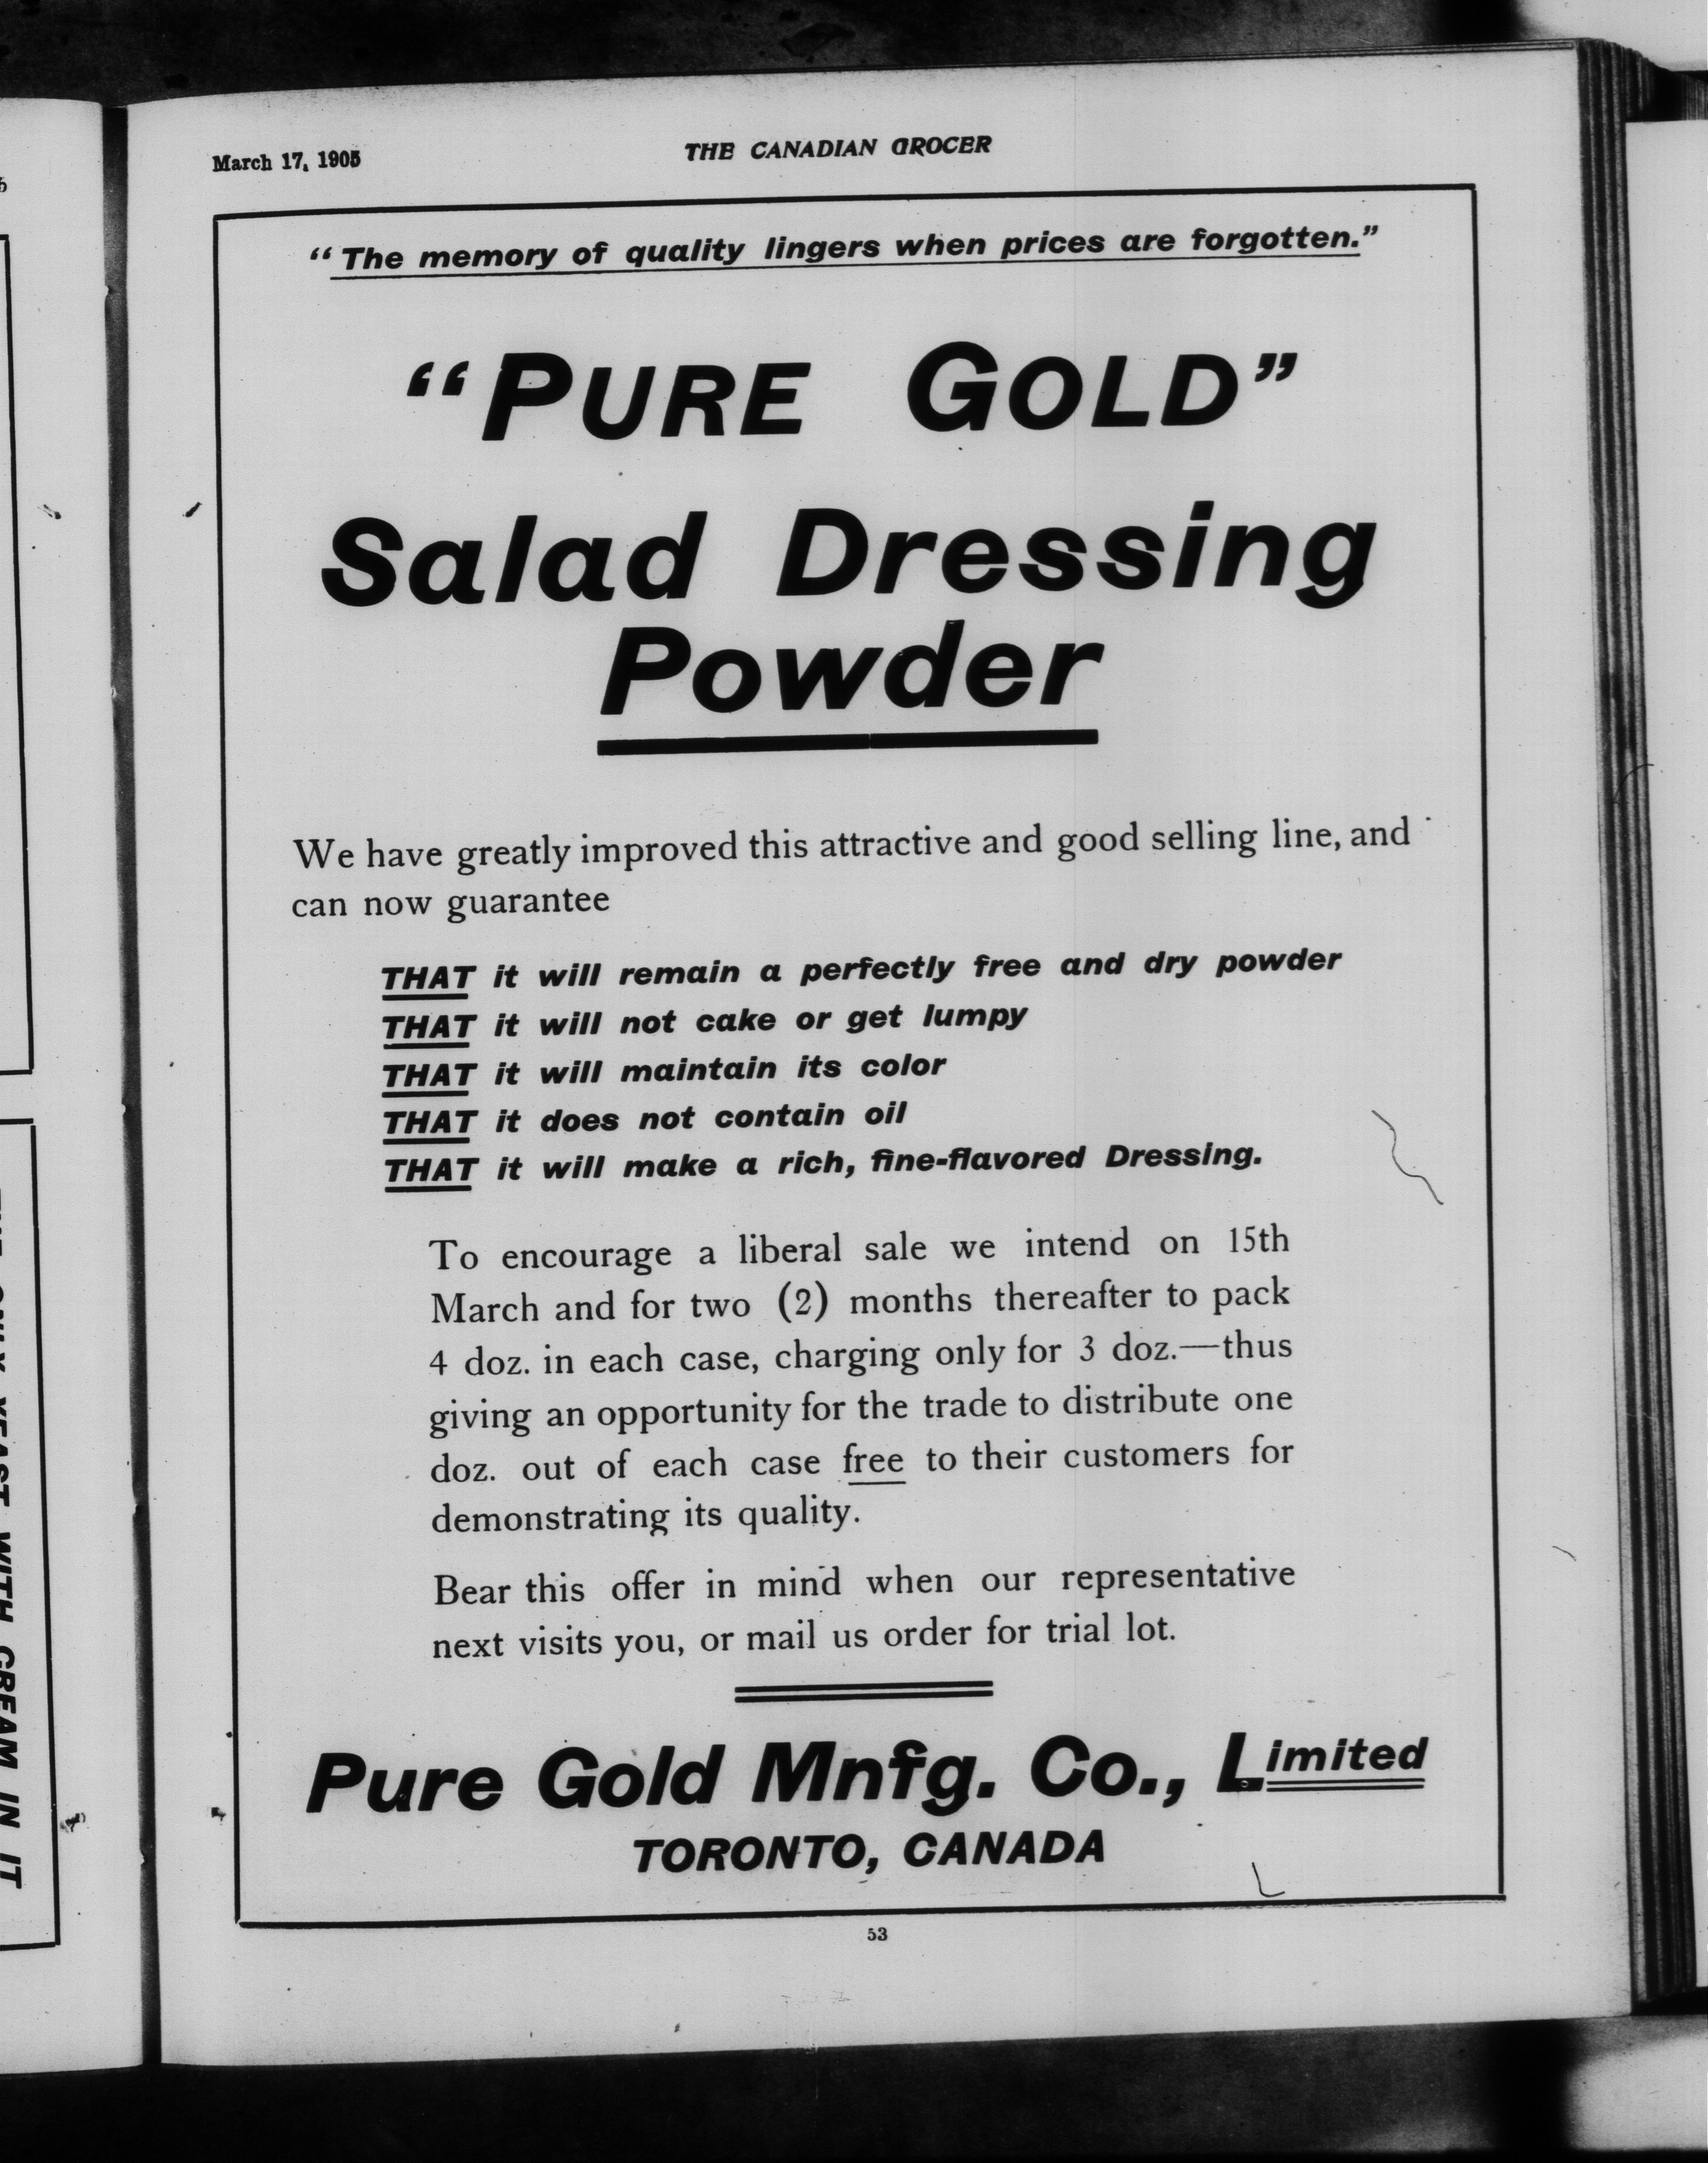 March 17, 1905
THE CANADIAN GROCER
"The memory of quality lingers when prices are forgotten."
"PURE GOLD"
Salad Dressing
Powder
We have greatly improved this attractive and good selling line, and
can now guarantee
THAT it will remain a perfectly free and dry powder
THAT it will not cake or get lumpy
THAT it will maintain its color
THAT it does not contain oil
THAT it will make a rich, fine-flavored Dressing.
To encourage a liberal sale we intend on 15th
March and for two (2) months thereafter to pack
4 doz. in each case, charging only for 3 doz.—thus
giving an opportunity for the trade to distribute one
doz. out of each case free to their customers for
demonstrating its quality.
Bear this offer in mind when our representative
next visits you, or mail us order for trial lot.
Pure Gold Mnfg. Co., Limited
TORONTO, CANADA
53
YEAST WITH CREAM IN IT